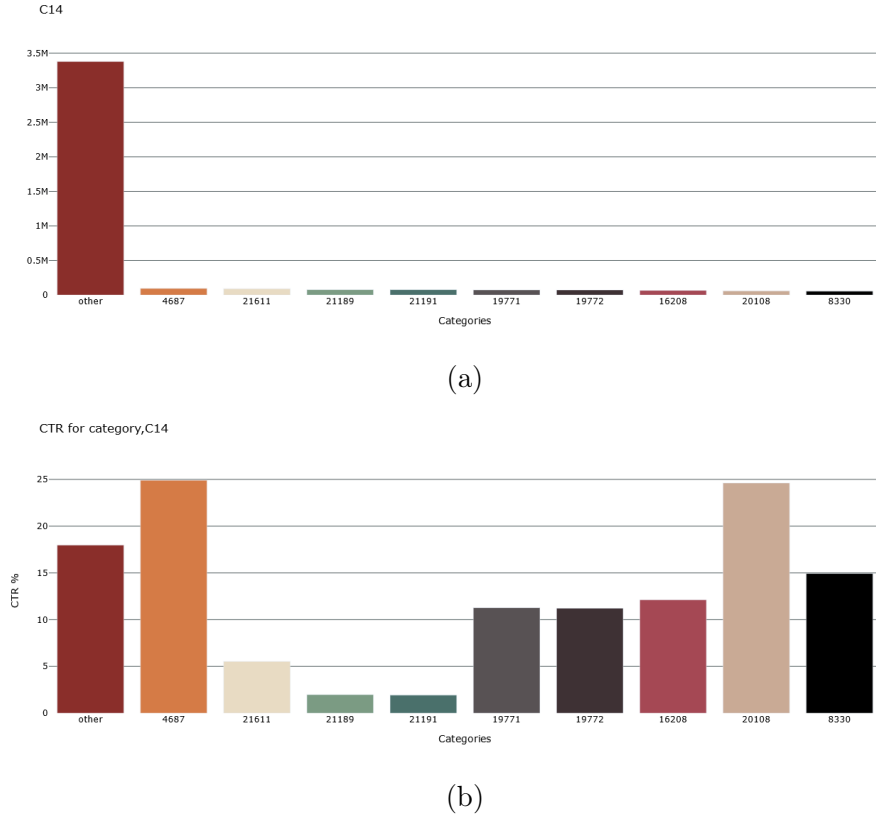 C14
3.5M
3M
2.5M
2M
1.5M
1M
0.5M
0
other 4687 21611 21189 21191 19771 19772 16208 20108 8330
Categories
(a)
CTR for category,C14
25
20
15
10
5
0
CTR %
other 4687 21611 21189 21191 19771 19772 16208 20108 8330
Categories
(b)